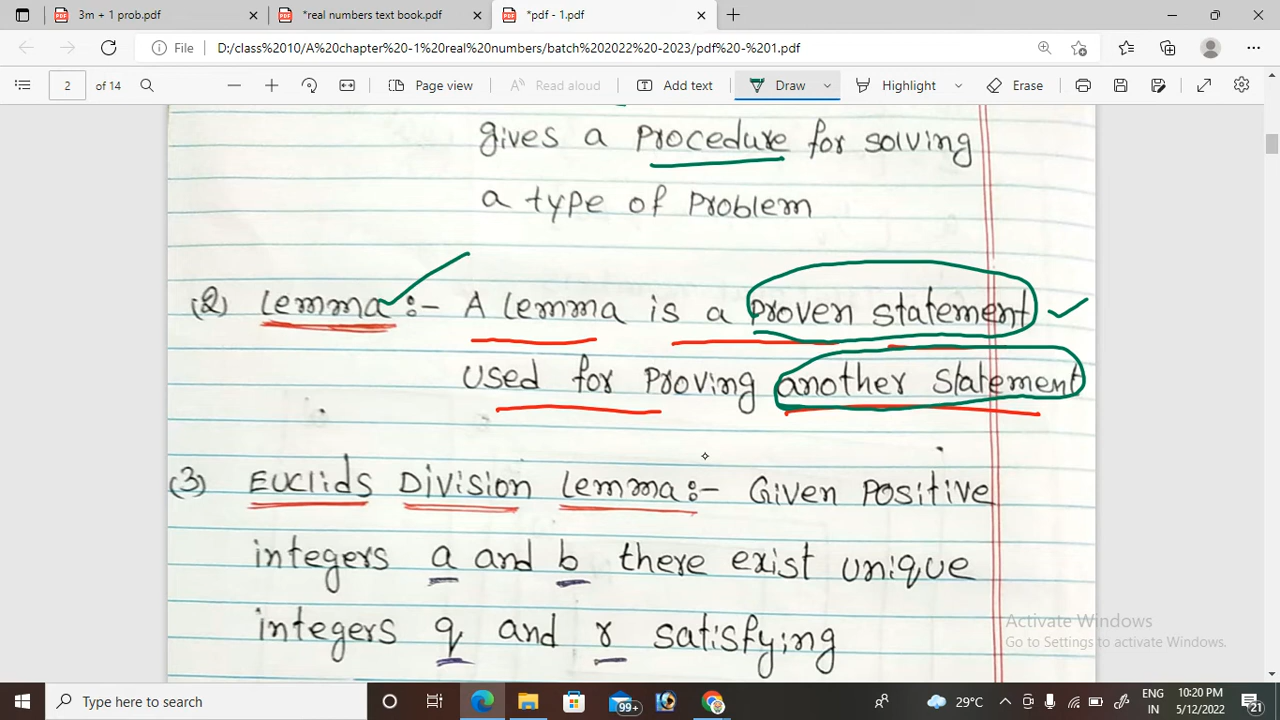 3m + 1 prob.pdf
*real numbers text book.pdf
*pdf - 1.pdf
File
D:/class%2010/A%20chapter%20-1%20real%20numbers/batch%202022%20-2023/pdf%20-%201.pdf
2 of 14
Page view
Read aloud
Add text
Draw
Highlight
Erase
gives a procedure for solving
a type of problem
(2) Lemma :- A lemma is a proven statement
used for proving another statement
(3) Euclids Division Lemma :- Given Positive
integers a and b there exist unique
integers q and r satisfying
Activate Windows
Go to Settings to activate Windows.
Type here to search
99+
29°C
ENG
IN
10:20 PM
5/12/2022
21